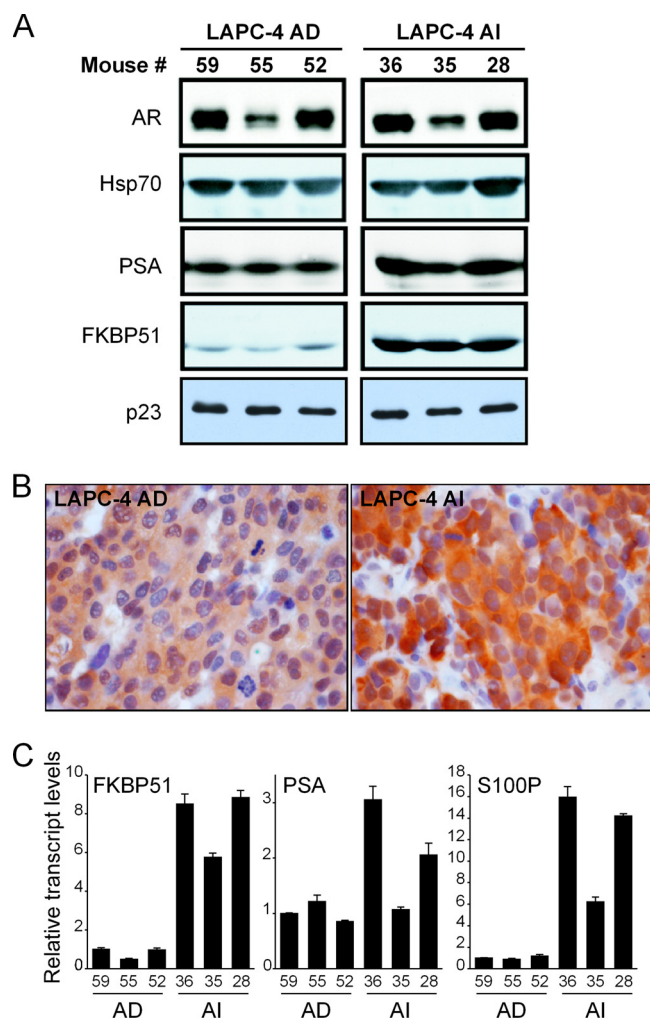 A
LAPC-4 AD LAPC-4 AI
Mouse # 59 55 52 36 35 28
AR
Hsp70
PSA
FKBP51
p23
B
LAPC-4 AD LAPC-4 AI
C
Relative transcript levels
FKBP51
10
8
6
4
2
0
59 55 52 36 35 28
AD AI
PSA
3
2
1
0
59 55 52 36 35 28
AD AI
S100P
16
14
12
10
8
6
4
2
0
59 55 52 36 35 28
AD AI